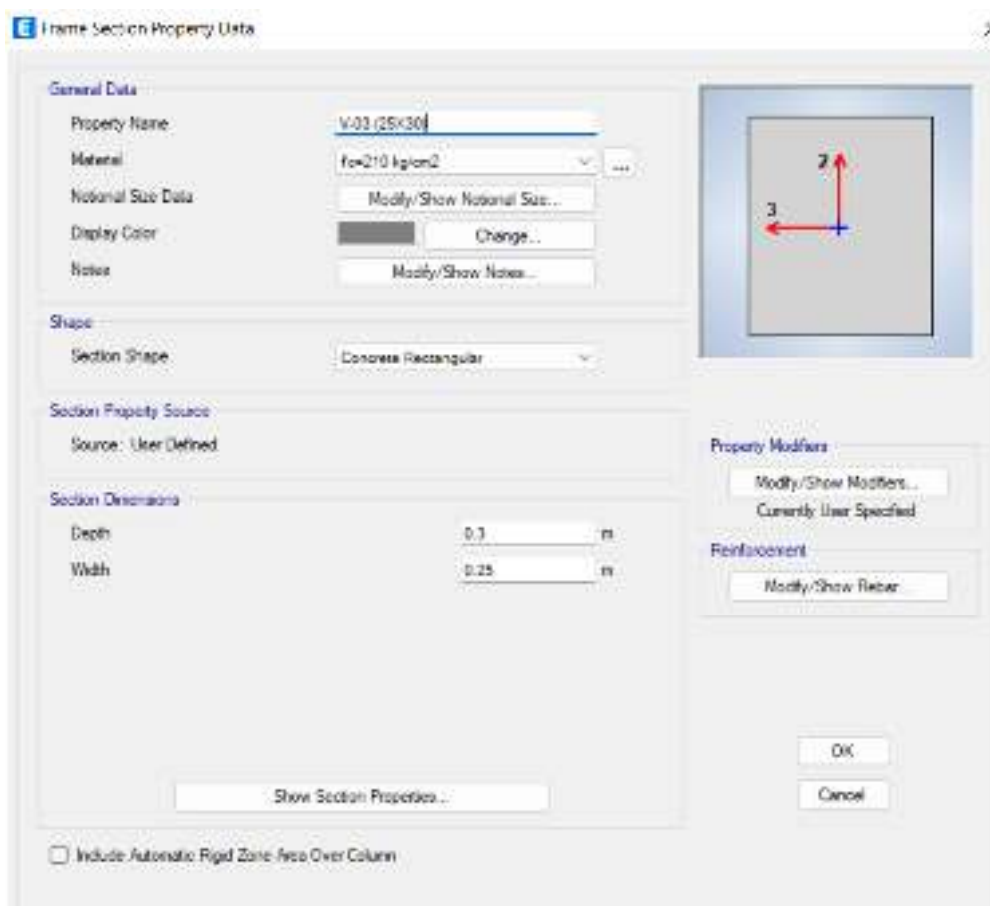 Frame Section Property Data
General Data
Property Name V-03 (25X30)
Material fc=210 kg/cm2 ...
Notional Size Data Modify/Show Notional Size...
Display Color Change...
Notes Modify/Show Notes...
Shape
Section Shape Concrete Rectangular
Section Property Source
Source: User Defined
Section Dimensions
Depth 0.3 m
Width 0.25 m
Show Section Properties...
Include Automatic Rigid Zone Area Over Column
2
3
Property Modifiers
Modify/Show Modifiers...
Currently User Specified
Reinforcement
Modify/Show Rebar...
OK
Cancel